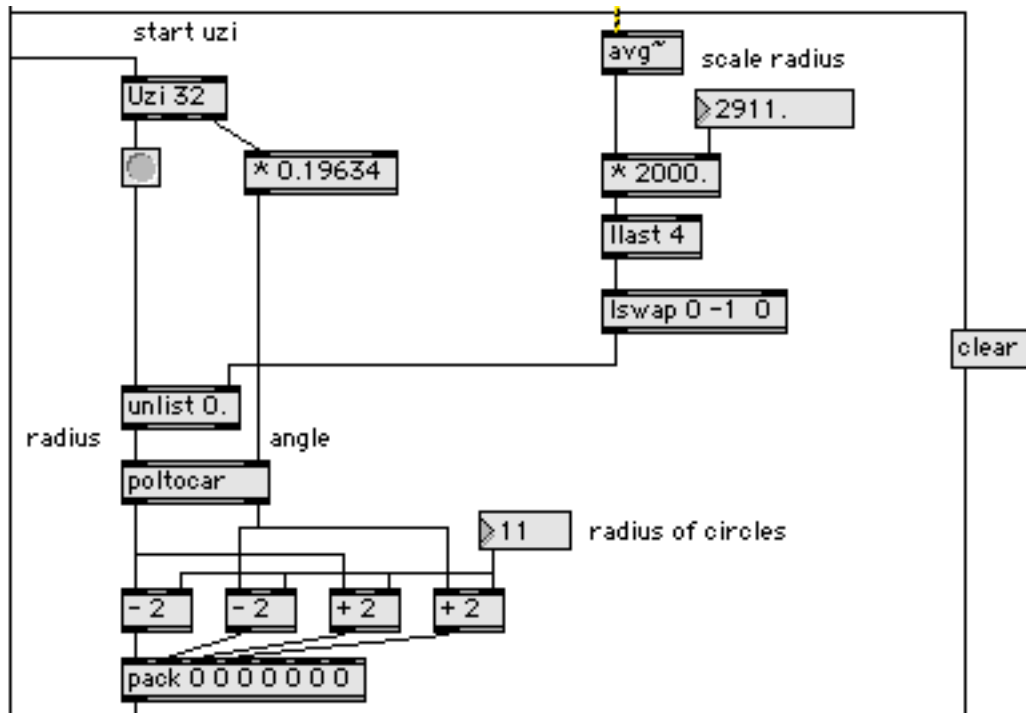 start uzi
avg~
scale radius
Uzi 32
2911.
* 0.19634
* 2000.
llast 4
lswap 0 -1  0
clear
unlist 0.
radius
angle
poltocar
11
radius of circles
- 2
- 2
+ 2
+ 2
pack 0 0 0 0 0 0 0